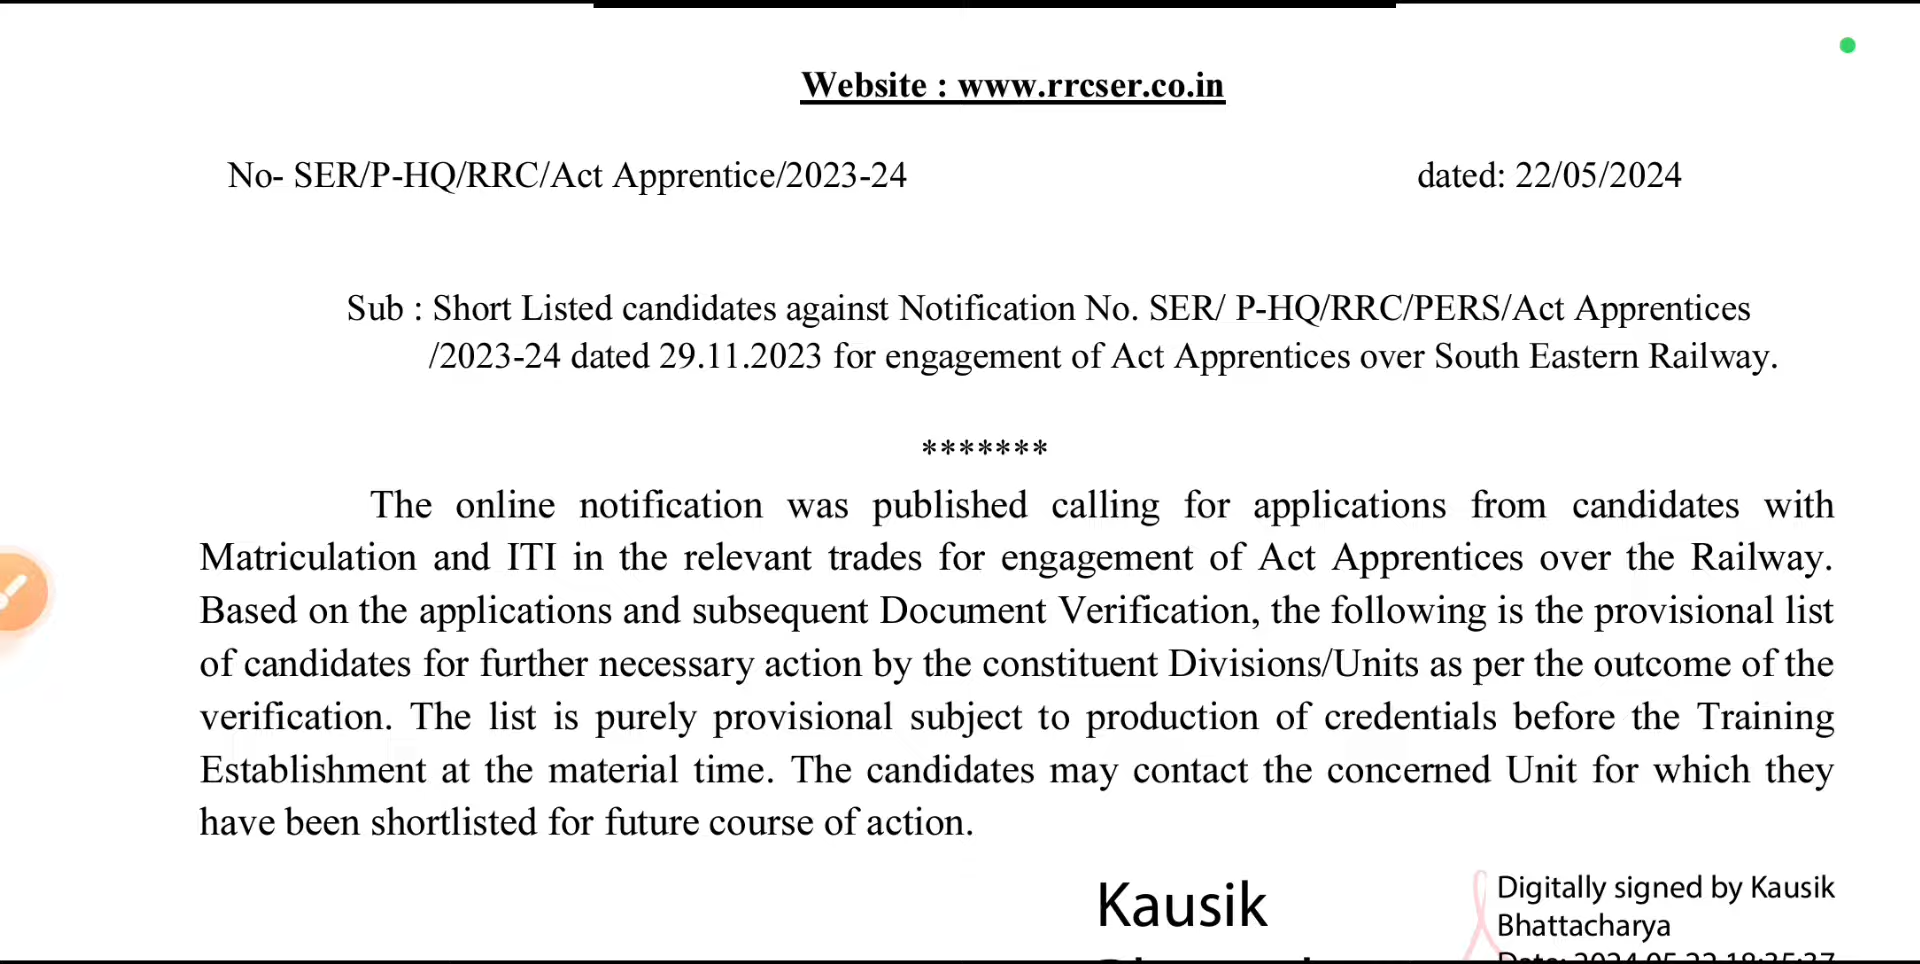 Website : www.rrcser.co.in
No- SER/P-HQ/RRC/Act Apprentice/2023-24 dated: 22/05/2024
Sub : Short Listed candidates against Notification No. SER/ P-HQ/RRC/PERS/Act Apprentices
/2023-24 dated 29.11.2023 for engagement of Act Apprentices over South Eastern Railway.
*******
The online notification was published calling for applications from candidates with
Matriculation and ITI in the relevant trades for engagement of Act Apprentices over the Railway.
Based on the applications and subsequent Document Verification, the following is the provisional list
of candidates for further necessary action by the constituent Divisions/Units as per the outcome of the
verification. The list is purely provisional subject to production of credentials before the Training
Establishment at the material time. The candidates may contact the concerned Unit for which they
have been shortlisted for future course of action.
Kausik
Digitally signed by Kausik
Bhattacharya